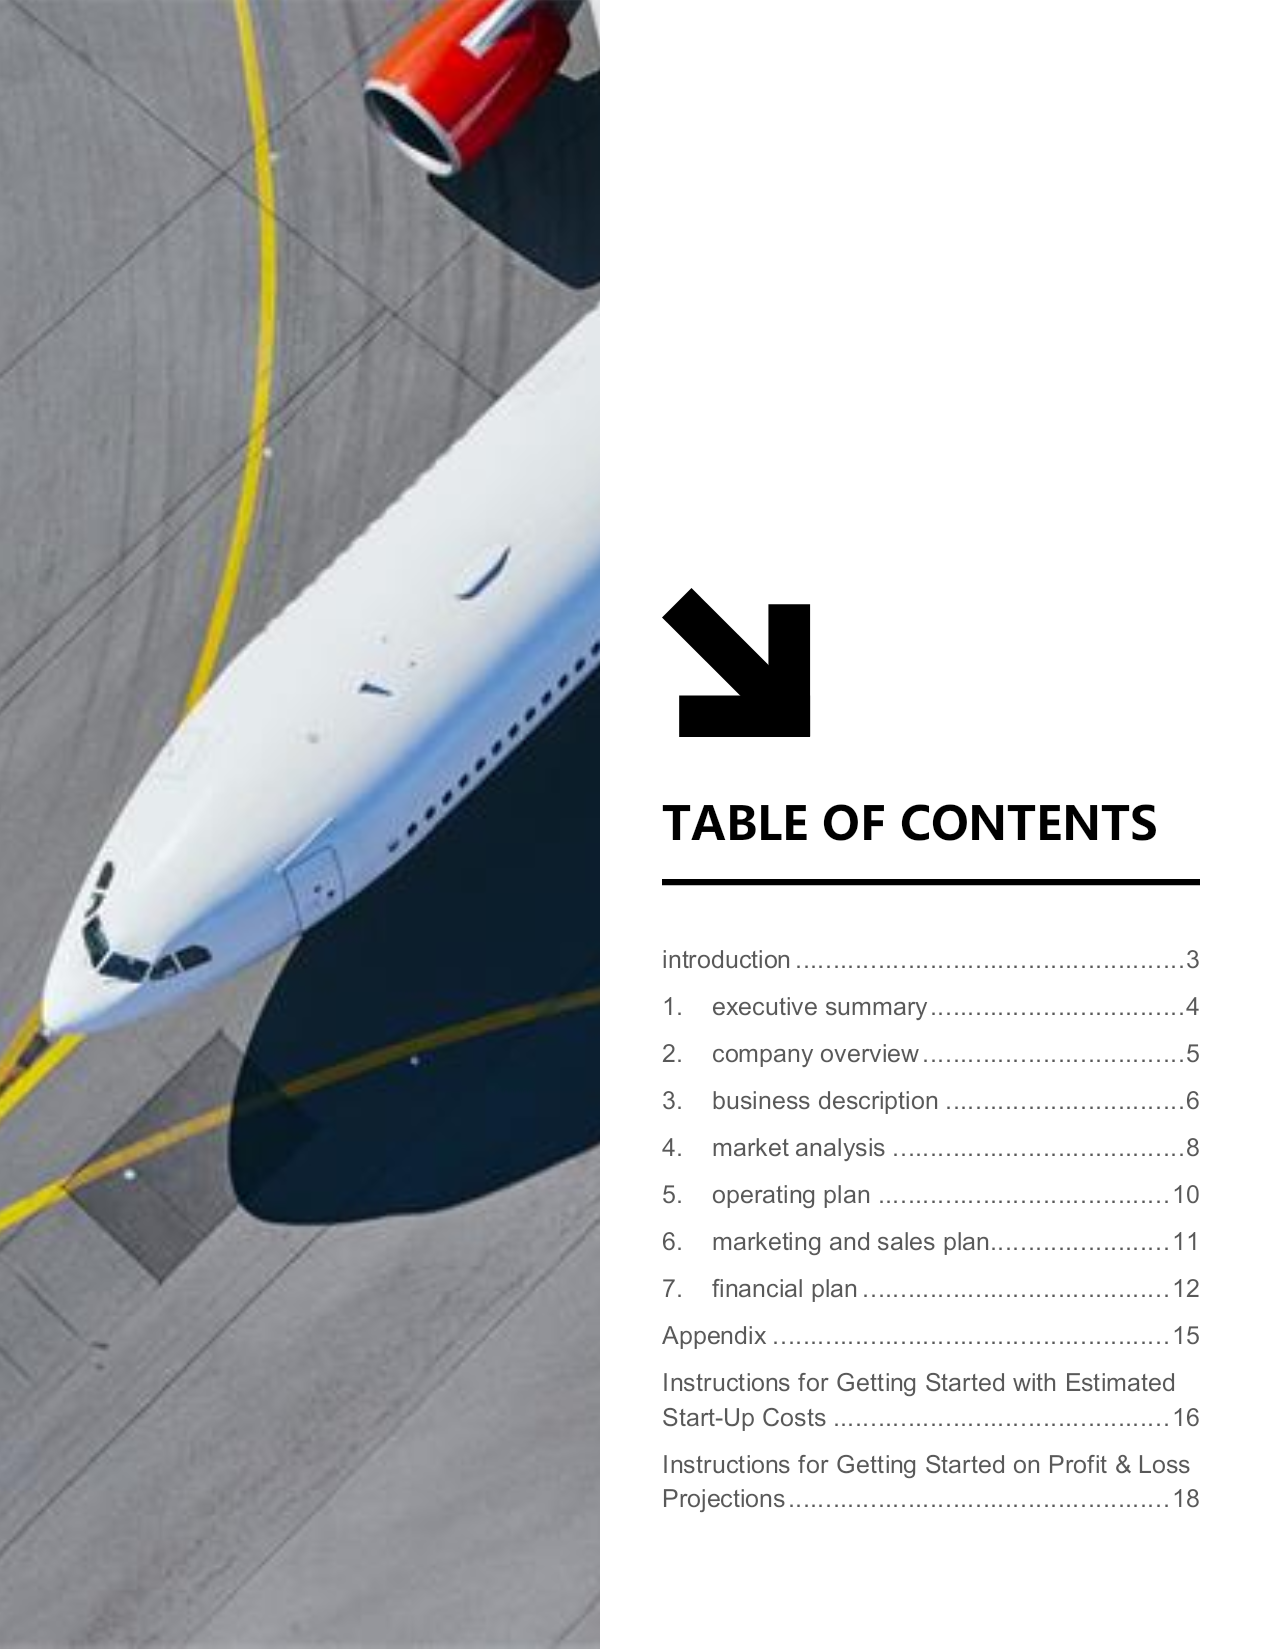 TABLE OF CONTENTS
introduction ..................................................... 3
1. executive summary .................................. 4
2. company overview ................................... 5
3. business description ................................ 6
4. market analysis ....................................... 8
5. operating plan ....................................... 10
6. marketing and sales plan ........................ 11
7. financial plan ......................................... 12
Appendix ..................................................... 15
Instructions for Getting Started with Estimated
Start-Up Costs ............................................. 16
Instructions for Getting Started on Profit & Loss
Projections ................................................... 18